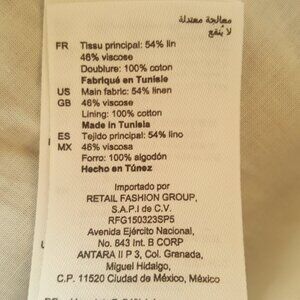 معالجة معتدلة
لا ينقع
FR Tissu principal: 54% lin
46% viscose
Doublure: 100% coton
Fabriqué en Tunisie
US Main fabric: 54% linen
GB 46% viscose
Lining: 100% cotton
Made in Tunisia
ES Tejido principal: 54% lino
MX 46% viscosa
Forro: 100% algodón
Hecho en Túnez
Importado por
RETAIL FASHION GROUP,
S.A.P.I de C.V.
RFG150323SP5
Avenida Ejército Nacional,
No. 843 Int. B CORP
ANTARA II P 3, Col. Granada,
Miguel Hidalgo,
C.P. 11520 Ciudad de México, México